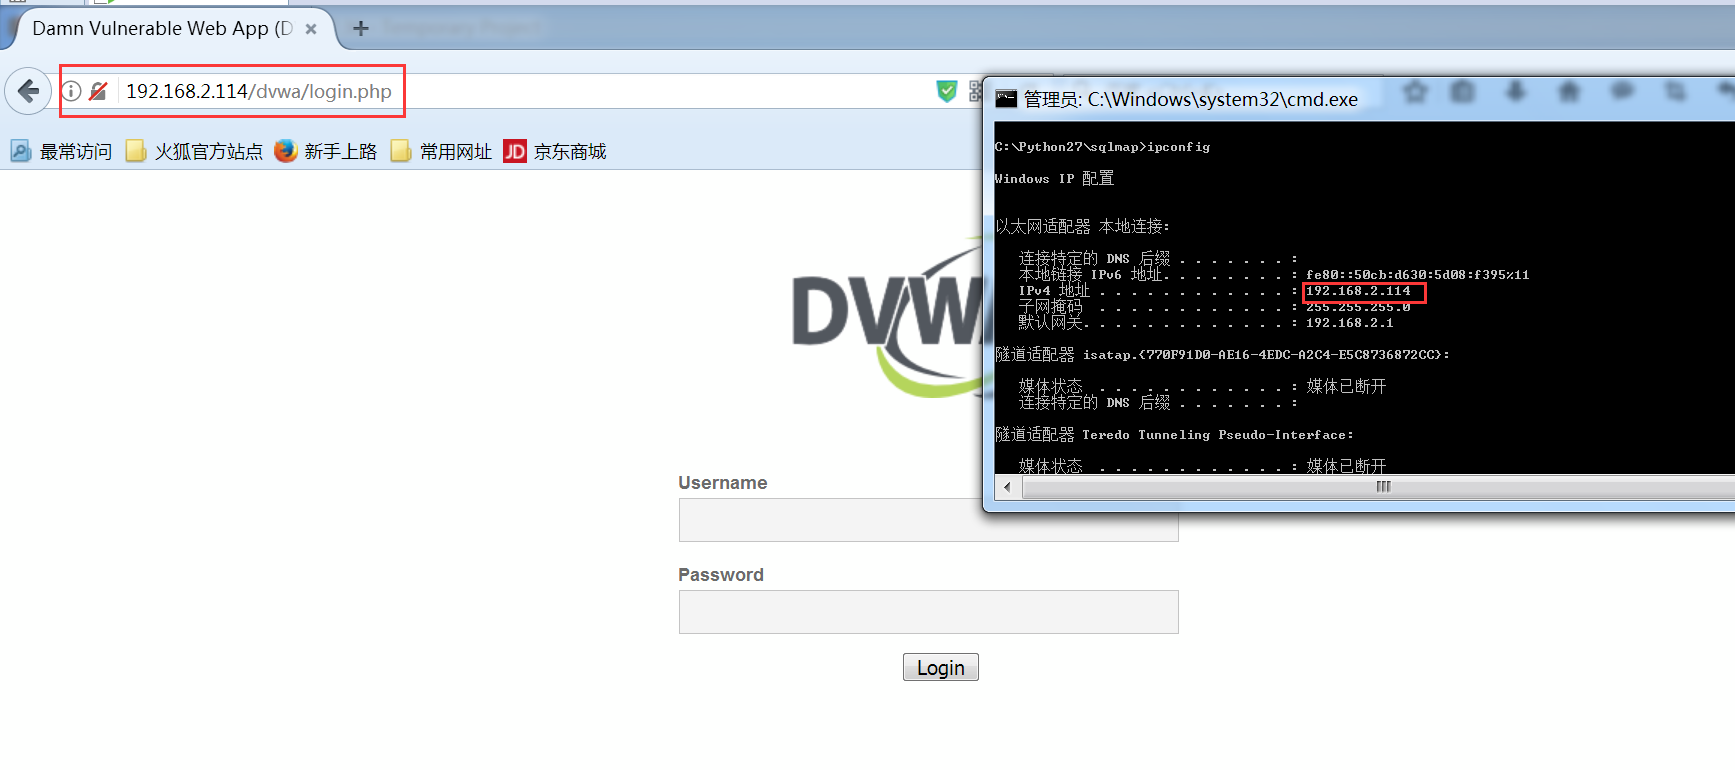 Damn Vulnerable Web App (D
192.168.2.114/dvwa/login.php
最常访问 火狐官方站点 新手上路 常用网址 JD 京东商城
DVWA
Username
Password
Login
管理员: C:\Windows\system32\cmd.exe
C:\Python27\sqlmap>ipconfig
Windows IP 配置
以太网适配器 本地连接:
连接特定的 DNS 后缀 . . . . . . . :
本地链接 IPv6 地址. . . . . . . . : fe80::50cb:d630:5d08:f395%11
IPv4 地址 . . . . . . . . . . . . : 192.168.2.114
子网掩码 . . . . . . . . . . . . : 255.255.255.0
默认网关. . . . . . . . . . . . . : 192.168.2.1
隧道适配器 isatap.{770F91D0-AE16-4EDC-A2C4-E5C8736872CC}:
媒体状态 . . . . . . . . . . . . : 媒体已断开
连接特定的 DNS 后缀 . . . . . . . :
隧道适配器 Teredo Tunneling Pseudo-Interface:
媒体状态 . . . . . . . . . . . . : 媒体已断开